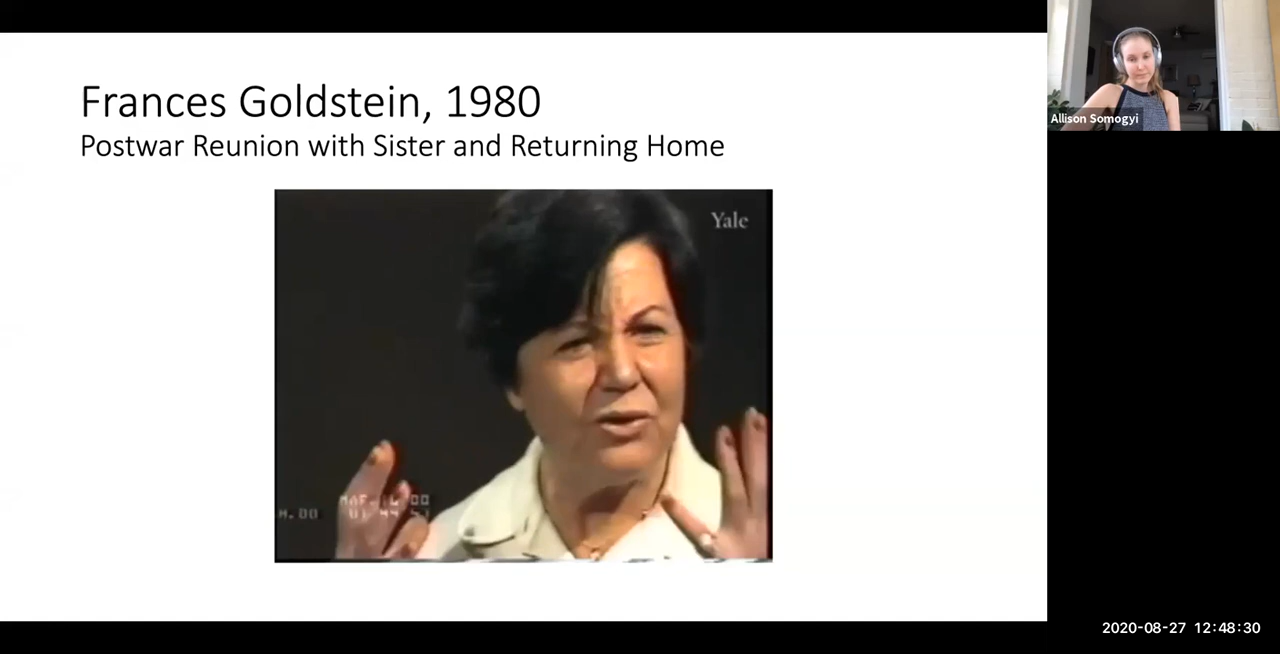 Frances Goldstein, 1980
Postwar Reunion with Sister and Returning Home
Yale
Allison Somogyi
2020-08-27 12:48:30